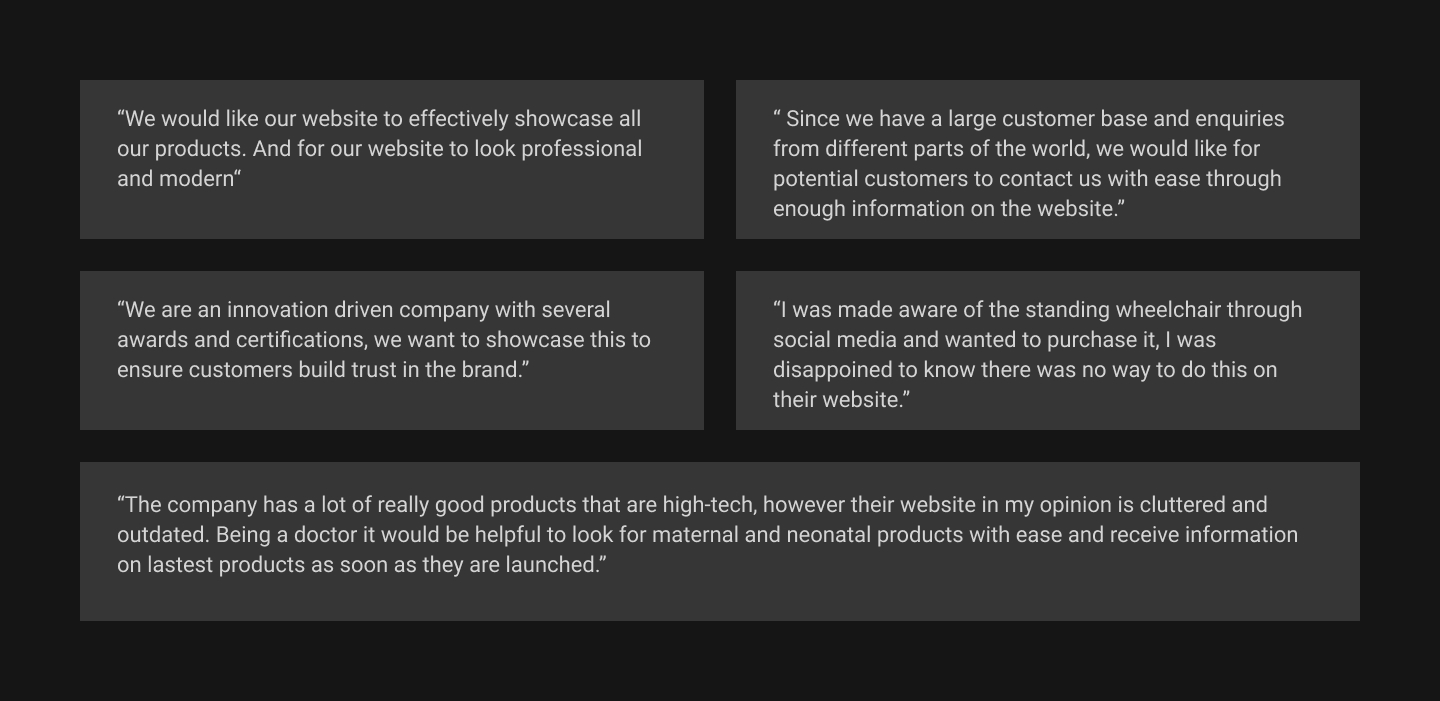 “We would like our website to effectively showcase all
our products. And for our website to look professional
and modern“
“ Since we have a large customer base and enquiries
from different parts of the world, we would like for
potential customers to contact us with ease through
enough information on the website.”
“We are an innovation driven company with several
awards and certifications, we want to showcase this to
ensure customers build trust in the brand.”
“I was made aware of the standing wheelchair through
social media and wanted to purchase it, I was
disappoined to know there was no way to do this on
their website.”
“The company has a lot of really good products that are high-tech, however their website in my opinion is cluttered and
outdated. Being a doctor it would be helpful to look for maternal and neonatal products with ease and receive information
on lastest products as soon as they are launched.”